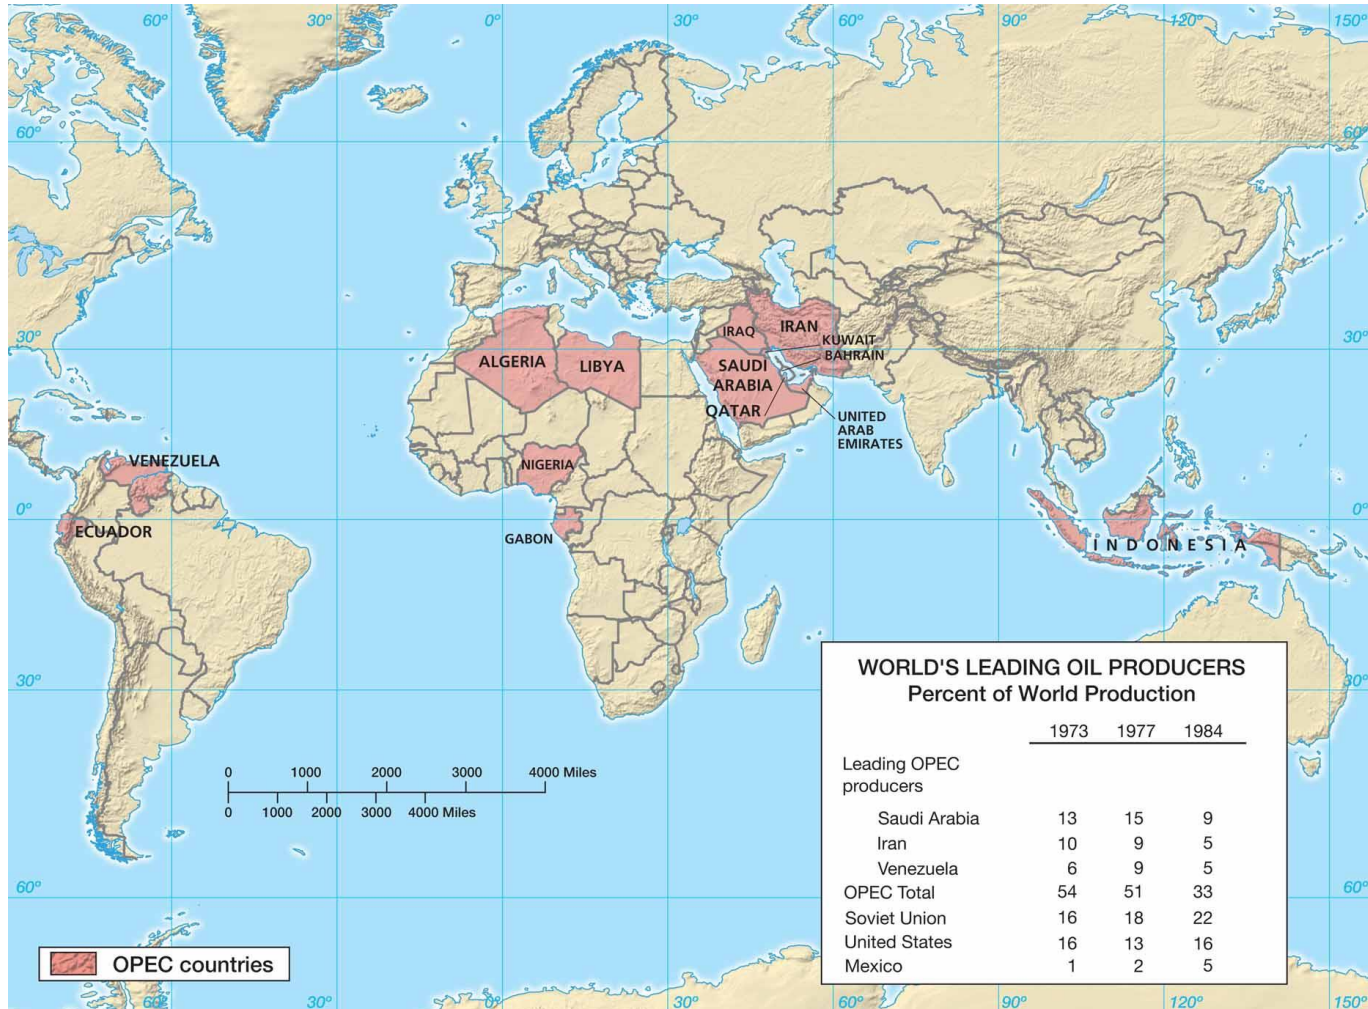 60° 30° 0° 30° 60° 90° 120° 150°
60° 60°
30° 30°
IRAN
IRAQ
KUWAIT
BAHRAIN
ALGERIA
LIBYA
SAUDI
ARABIA
QATAR
UNITED
ARAB
EMIRATES
VENEZUELA
NIGERIA
0° 0°
ECUADOR
GABON
INDONESIA
30° 30°
0 1000 2000 3000 4000 Miles
0 1000 2000 3000 4000 Miles
60° 60°
WORLD'S LEADING OIL PRODUCERS
Percent of World Production
1973 1977 1984
Leading OPEC
producers
Saudi Arabia 13 15 9
Iran 10 9 5
Venezuela 6 9 5
OPEC Total 54 51 33
Soviet Union 16 18 22
United States 16 13 16
Mexico 1 2 5
OPEC countries
60° 30° 0° 30° 60° 90° 120° 150°